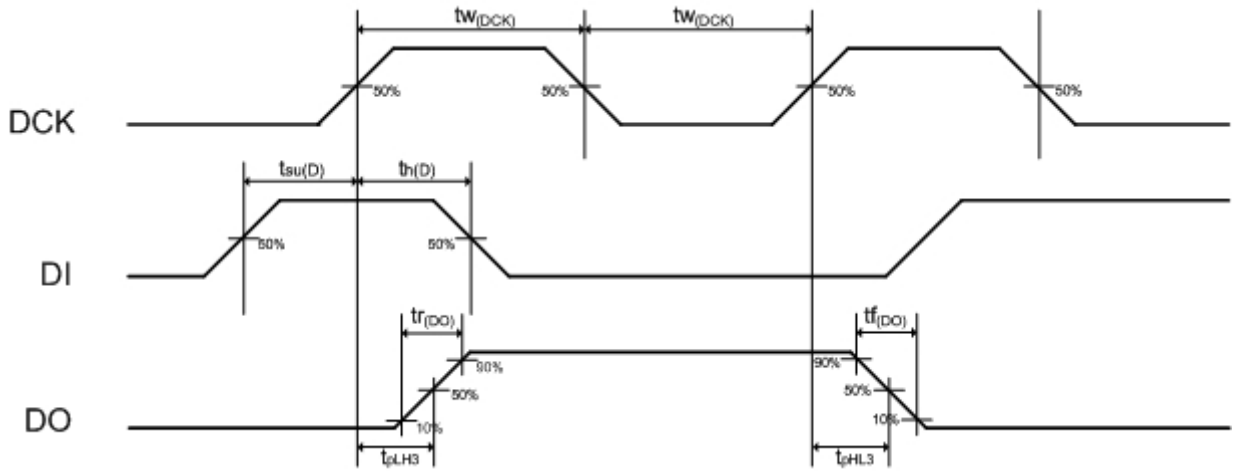 tw(DCK) tw(DCK)
50% 50% 50% 50%
DCK
tsu(D) th(D)
50% 50%
DI
tr(DO) tf(DO)
90% 90%
50% 50%
DO 10% 10%
tpLH3 tpHL3